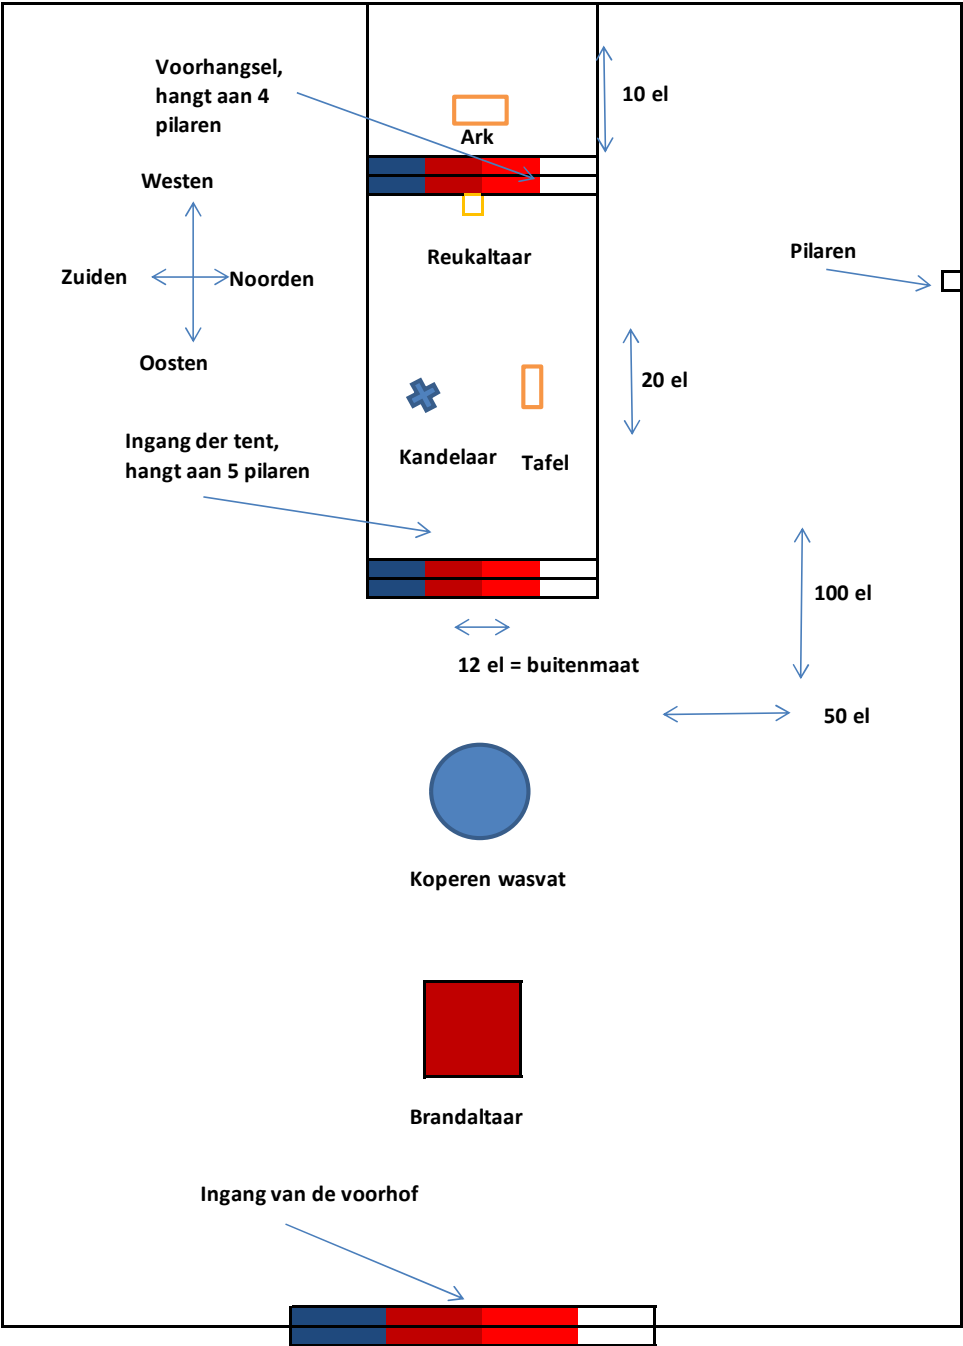 Voorhangsel,
hangt aan 4
pilaren
10 el
Ark
Westen
Zuiden
Noorden
Oosten
Reukaltaar
Pilaren
20 el
Kandelaar
Tafel
Ingang der tent,
hangt aan 5 pilaren
100 el
12 el = buitenmaat
50 el
Koperen wasvat
Brandaltaar
Ingang van de voorhof